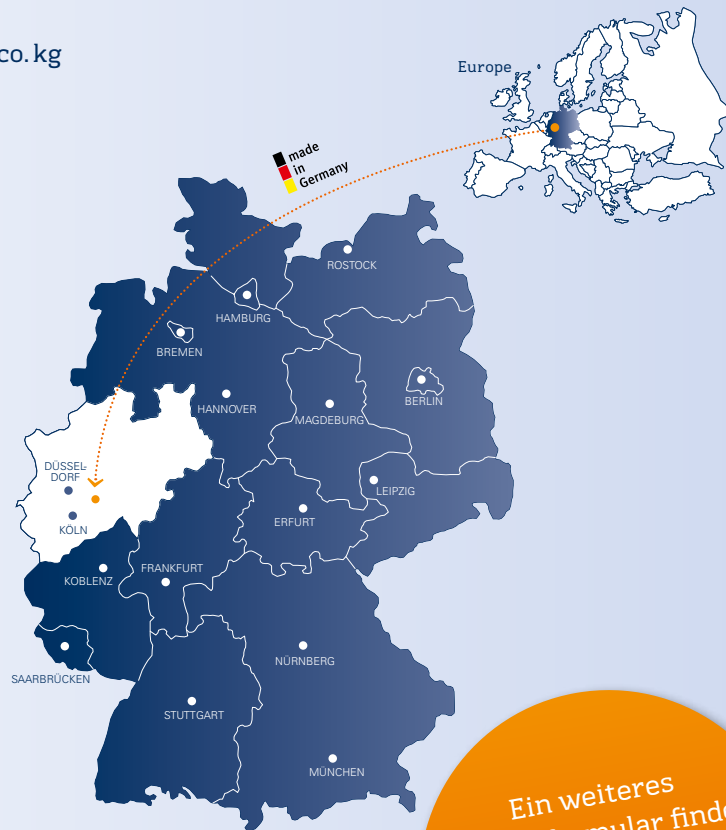 co. kg
Europe
made
in
Germany
ROSTOCK
HAMBURG
BREMEN
HANNOVER
MAGDEBURG
BERLIN
DÜSSEL-
DORF
LEIPZIG
KÖLN
ERFURT
KOBLENZ
FRANKFURT
SAARBRÜCKEN
NÜRNBERG
STUTTGART
MÜNCHEN
Ein weiteres